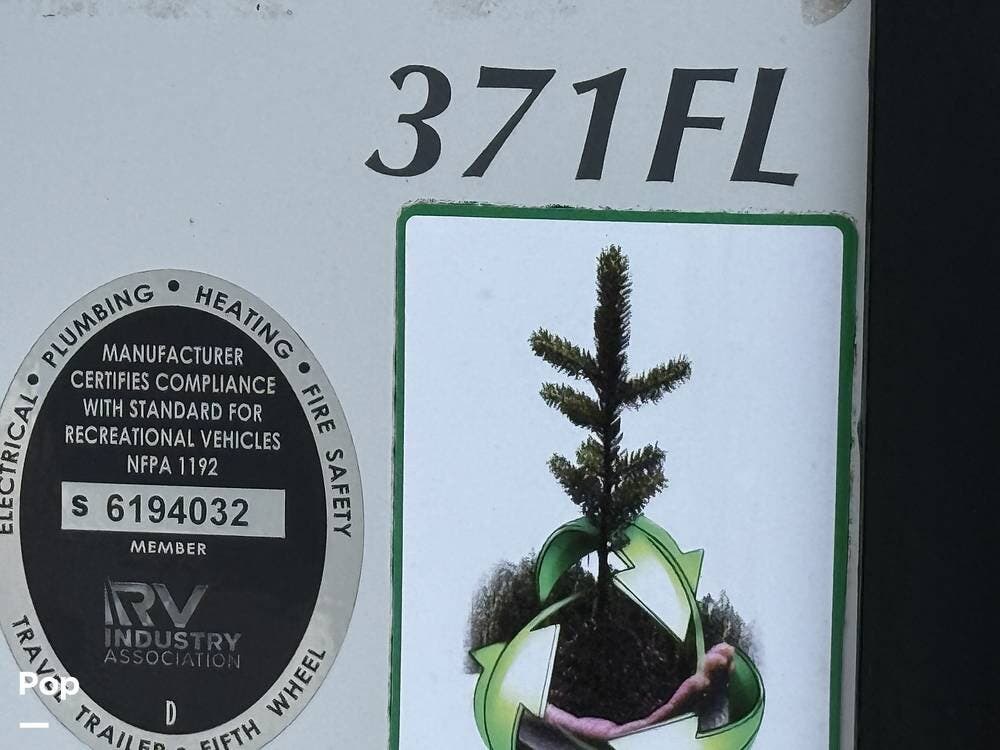 371FL
ELECTRICAL • PLUMBING • HEATING • FIRE SAFETY
MANUFACTURER
CERTIFIES COMPLIANCE
WITH STANDARD FOR
RECREATIONAL VEHICLES
NFPA 1192
S 6194032
MEMBER
RV
INDUSTRY
ASSOCIATION
D
TRAVEL TRAILER & FIFTH WHEEL
Pop